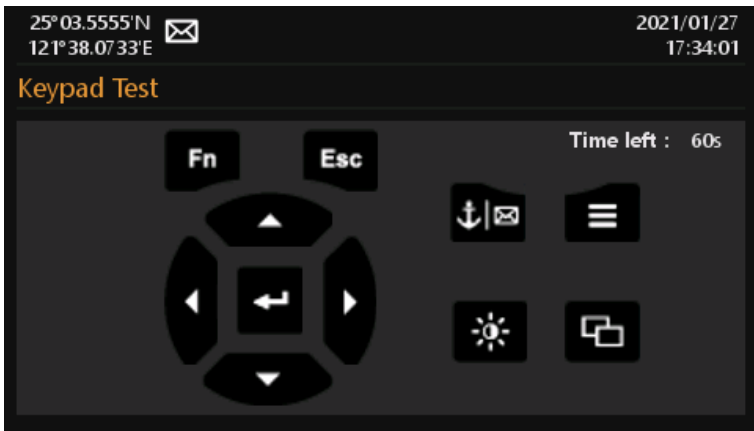 25°03.5555'N
121°38.0733'E
2021/01/27
17:34:01
Keypad Test
Time left : 60s
Fn
Esc